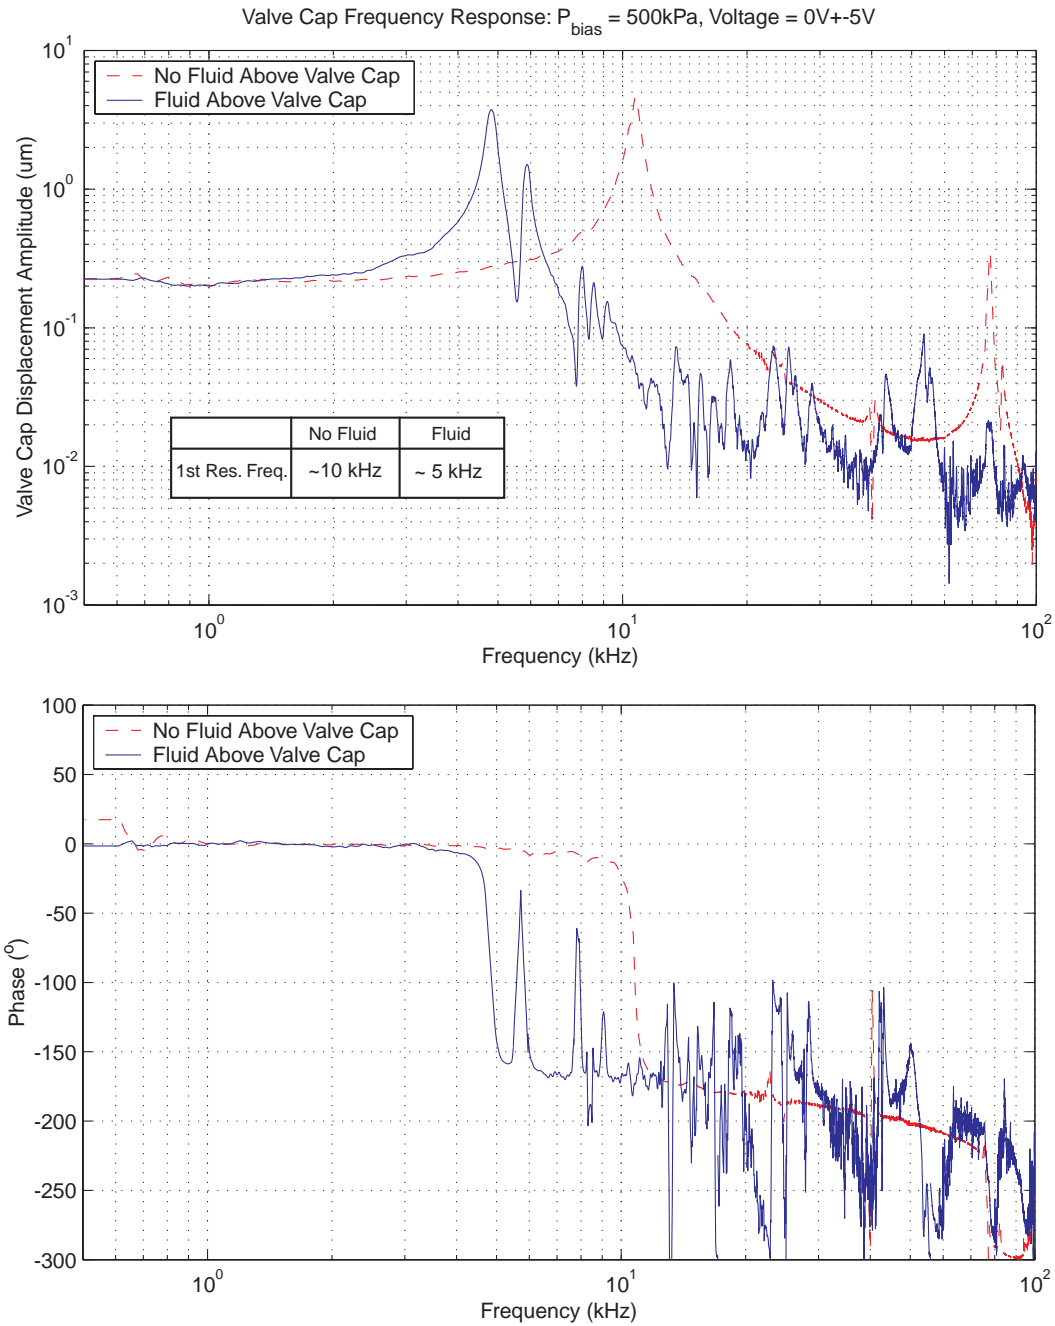 Valve Cap Frequency Response: P_bias = 500kPa, Voltage = 0V+-5V
10^1
10^0
10^-1
10^-2
10^-3
Valve Cap Displacement Amplitude (um)
No Fluid Above Valve Cap
Fluid Above Valve Cap
No Fluid Fluid
1st Res. Freq. ~10 kHz ~ 5 kHz
10^0 10^1 10^2
Frequency (kHz)
100
50
0
-50
-100
-150
-200
-250
-300
Phase (°)
No Fluid Above Valve Cap
Fluid Above Valve Cap
10^0 10^1 10^2
Frequency (kHz)